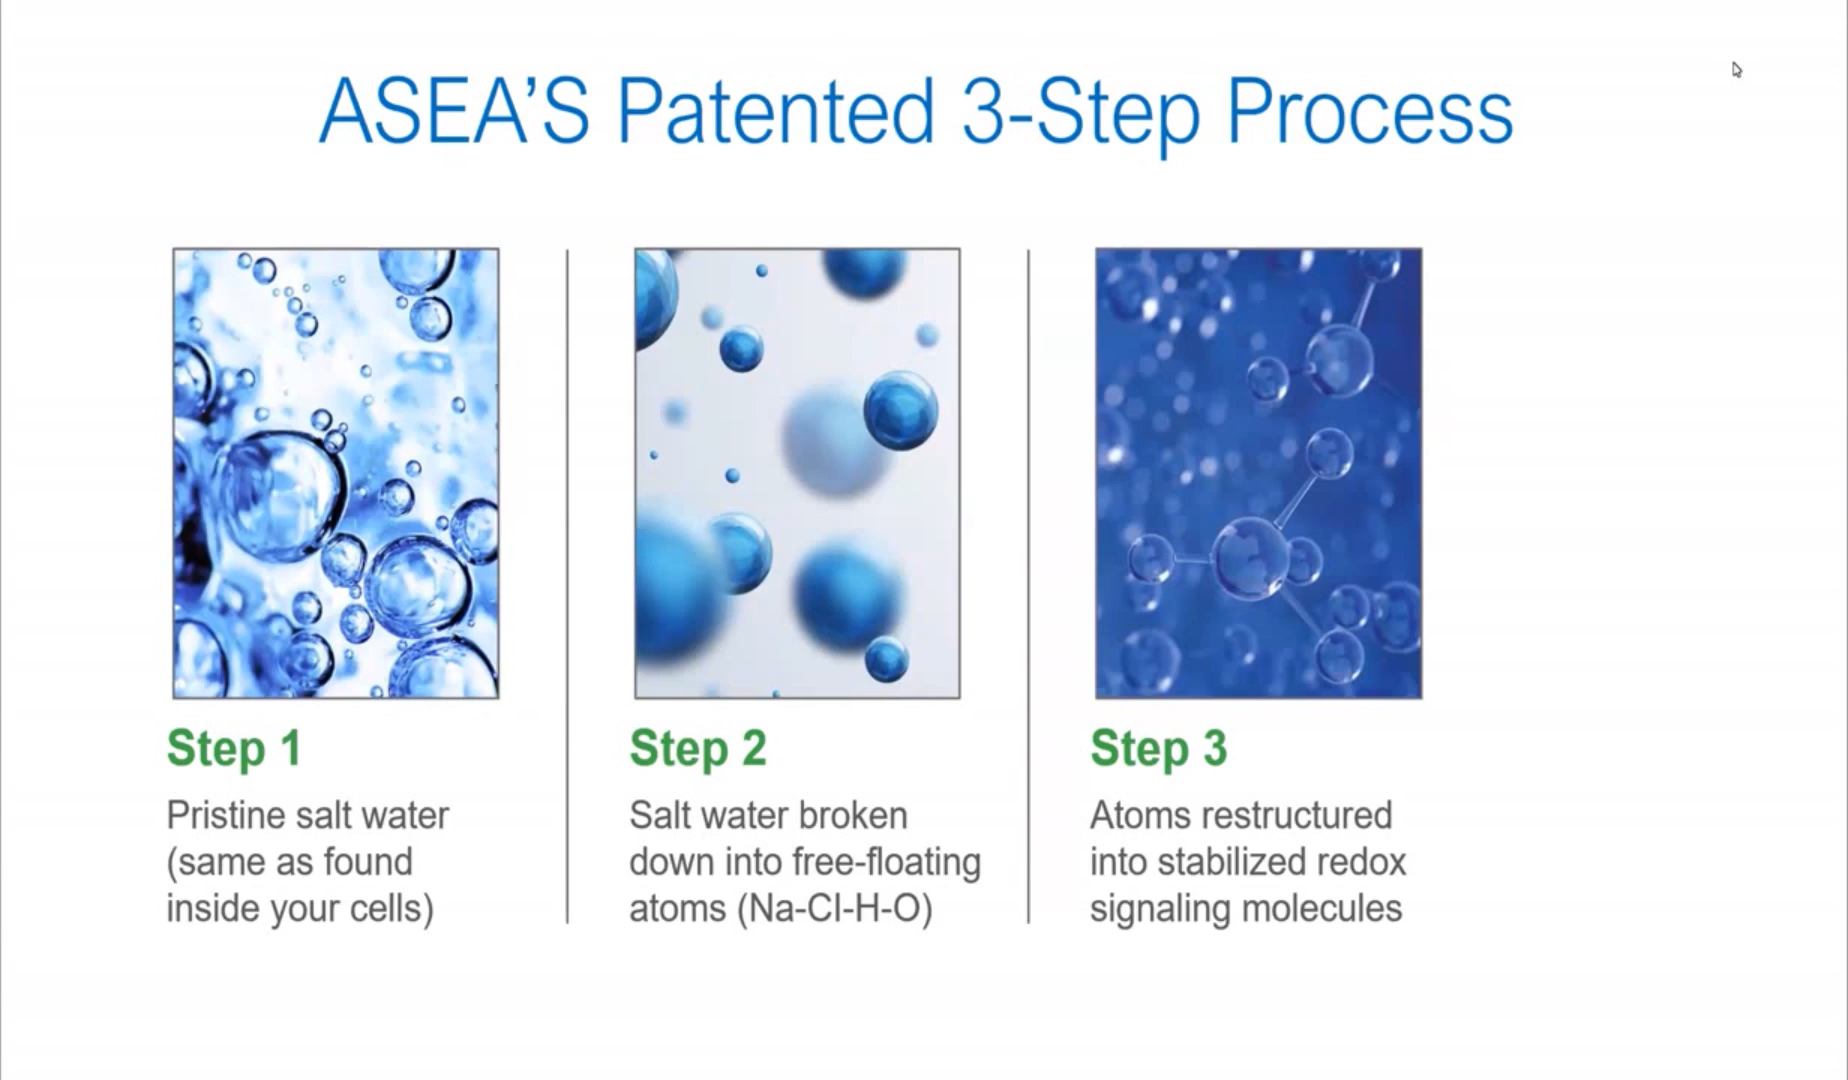 ASEA’S Patented 3-Step Process
Step 1
Pristine salt water
(same as found
inside your cells)
Step 2
Salt water broken
down into free-floating
atoms (Na-Cl-H-O)
Step 3
Atoms restructured
into stabilized redox
signaling molecules